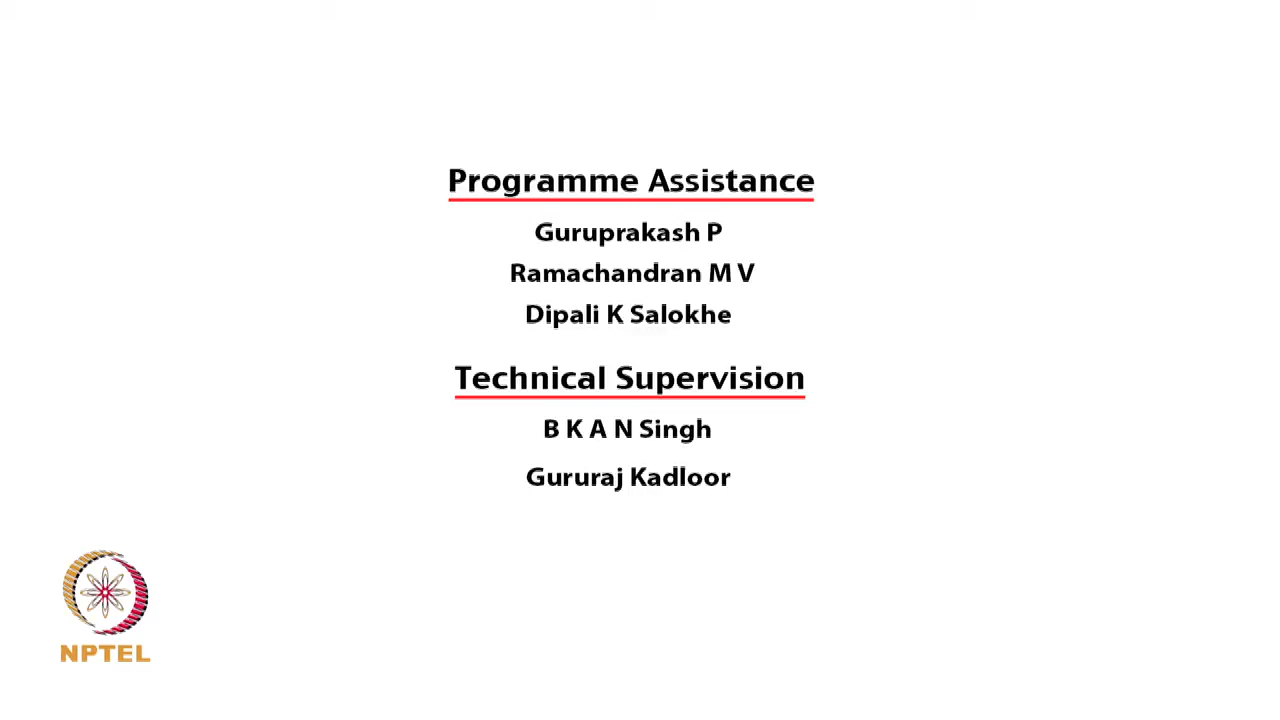 Programme Assistance
Guruprakash P
Ramachandran M V
Dipali K Salokhe
Technical Supervision
B K A N Singh
Gururaj Kadloor
NPTEL